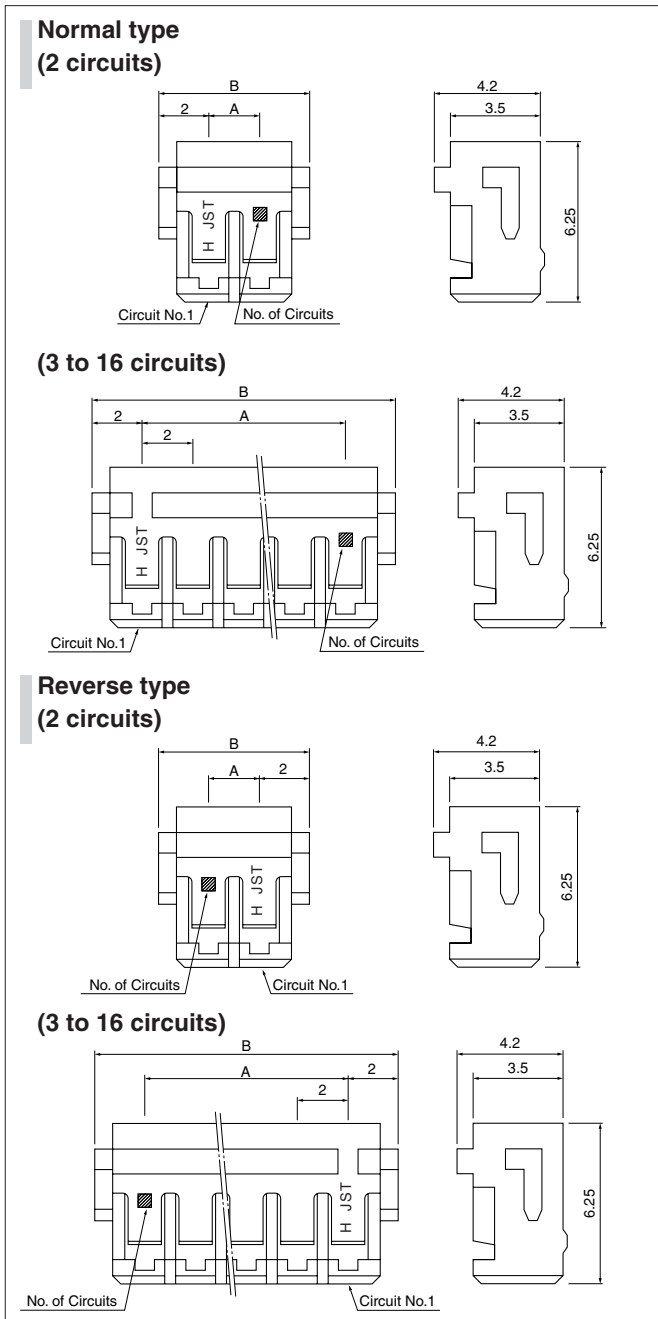 Normal type
(2 circuits)
B
2 A
4.2
3.5
6.25
H JST
Circuit No.1 No. of Circuits
(3 to 16 circuits)
B
2 A
2
4.2
3.5
6.25
H JST
Circuit No.1 No. of Circuits
Reverse type
(2 circuits)
B
A 2
4.2
3.5
6.25
H JST
No. of Circuits Circuit No.1
(3 to 16 circuits)
B
A 2
2
4.2
3.5
6.25
H JST
No. of Circuits Circuit No.1